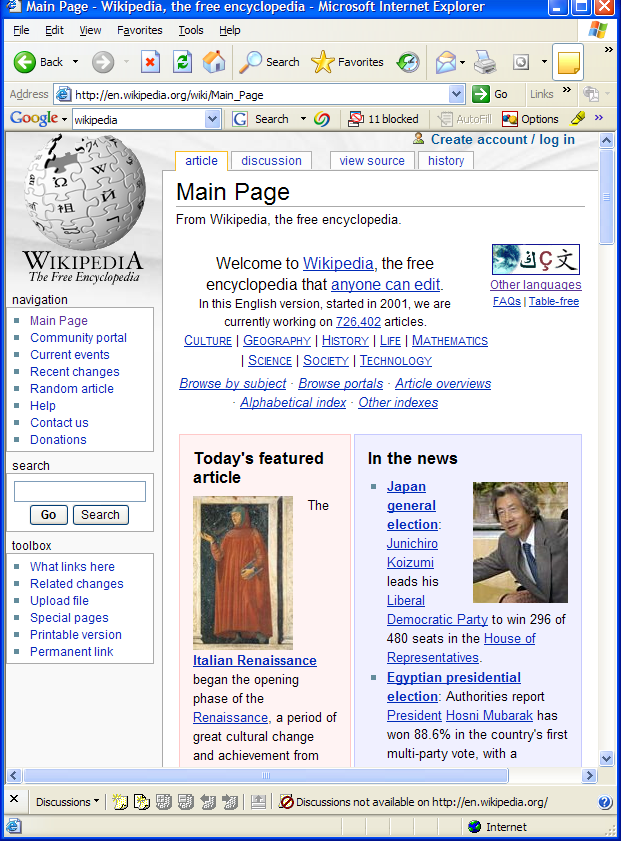 Main Page - Wikipedia, the free encyclopedia - Microsoft Internet Explorer
File Edit View Favorites Tools Help
Back Search Favorites
Address http://en.wikipedia.org/wiki/Main_Page Go Links
Google wikipedia Search 11 blocked AutoFill Options
Create account / log in
article discussion view source history
WIKIPEDIA
The Free Encyclopedia
navigation
Main Page
Community portal
Current events
Recent changes
Random article
Help
Contact us
Donations
search
Go Search
toolbox
What links here
Related changes
Upload file
Special pages
Printable version
Permanent link
Main Page
From Wikipedia, the free encyclopedia.
Welcome to Wikipedia, the free
encyclopedia that anyone can edit.
In this English version, started in 2001, we are
currently working on 726,402 articles.
Culture | Geography | History | Life | Mathematics
| Science | Society | Technology
Browse by subject · Browse portals · Article overviews
· Alphabetical index · Other indexes
Other languages
FAQs | Table-free
Today's featured
article
The
Italian Renaissance
began the opening
phase of the
Renaissance, a period of
great cultural change
and achievement from
In the news
Japan
general
election:
Junichiro
Koizumi
leads his
Liberal
Democratic Party to win 296 of
480 seats in the House of
Representatives.
Egyptian presidential
election: Authorities report
President Hosni Mubarak has
won 88.6% in the country's first
multi-party vote, with a
Discussions Discussions not available on http://en.wikipedia.org/
Internet